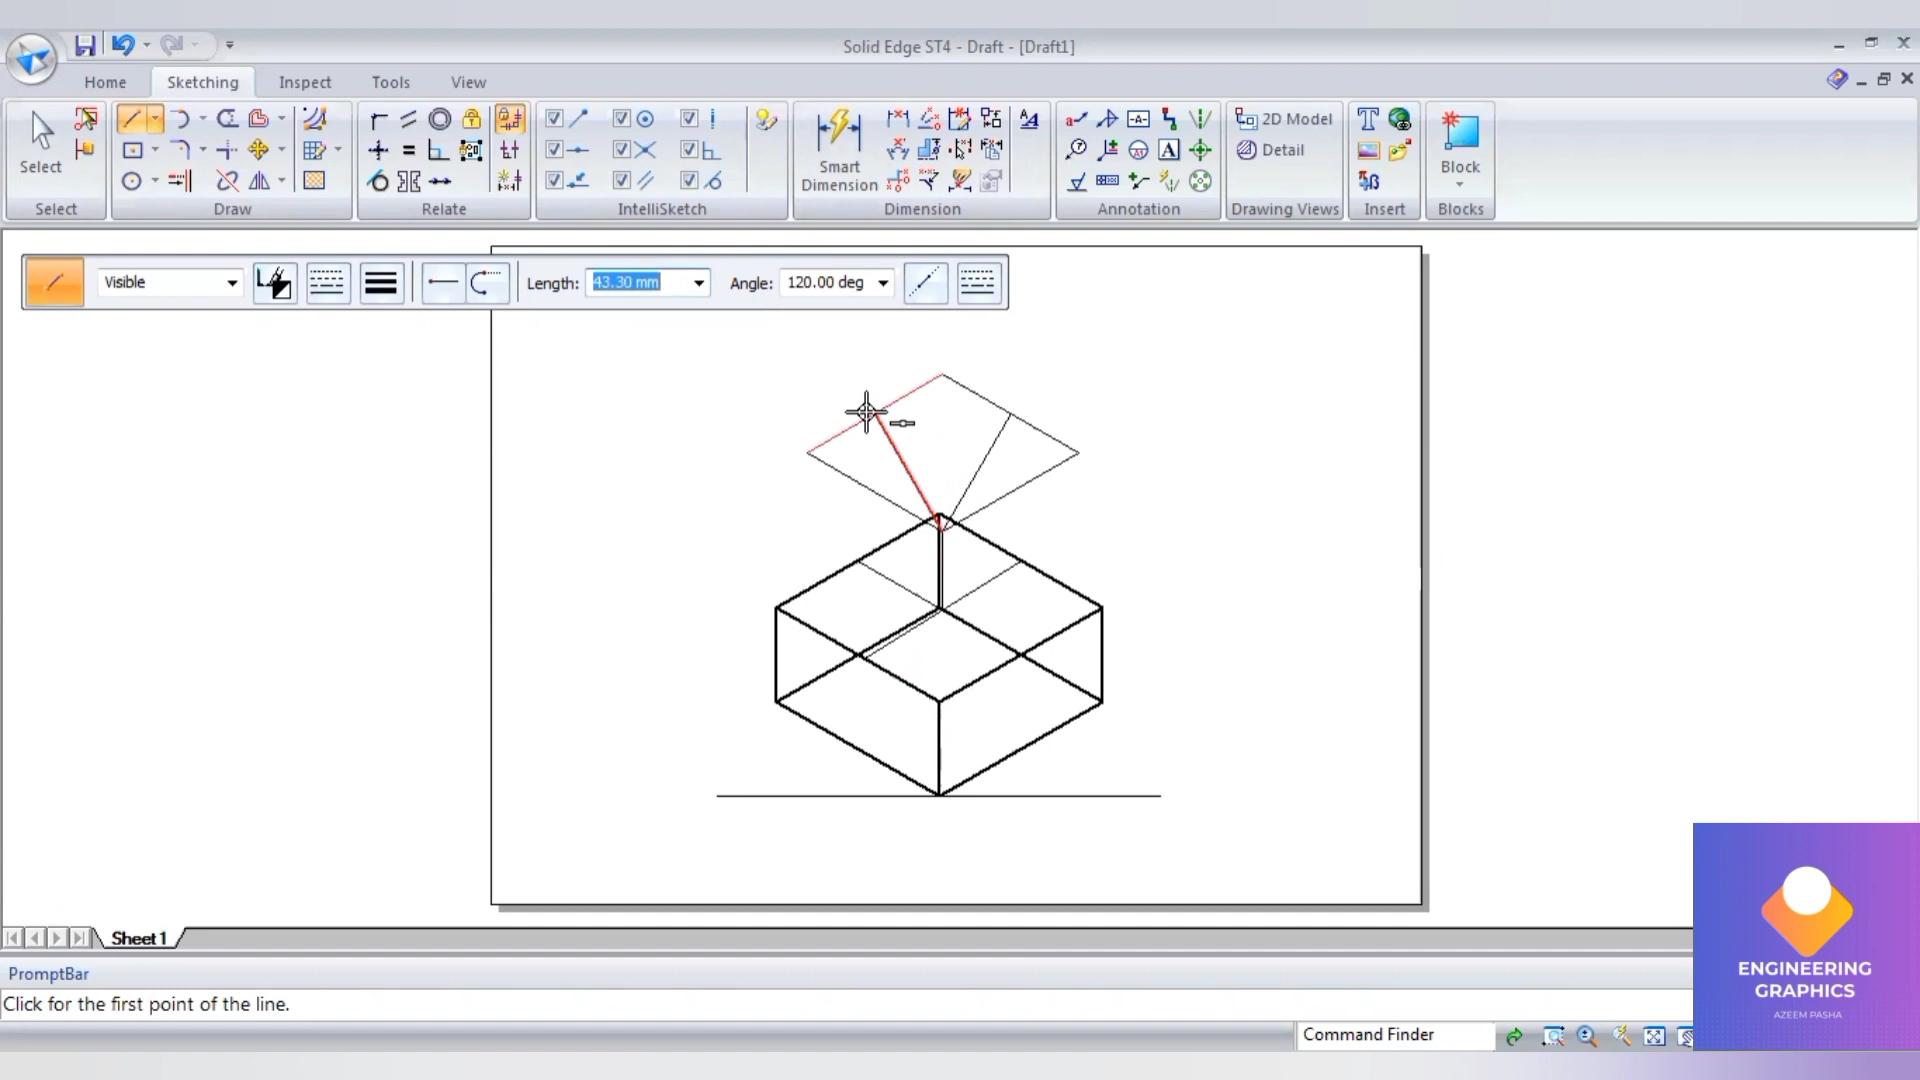 Solid Edge ST4 - Draft - [Draft1]
Home Sketching Inspect Tools View
Select
Smart
Dimension
2D Model
Detail
Block
A
T
Select Draw Relate IntelliSketch Dimension Annotation Drawing Views Insert Blocks
Visible Length: 43.30 mm Angle: 120.00 deg
Sheet1
PromptBar
Click for the first point of the line.
Command Finder
ENGINEERING
GRAPHICS
AZEEM PASHA